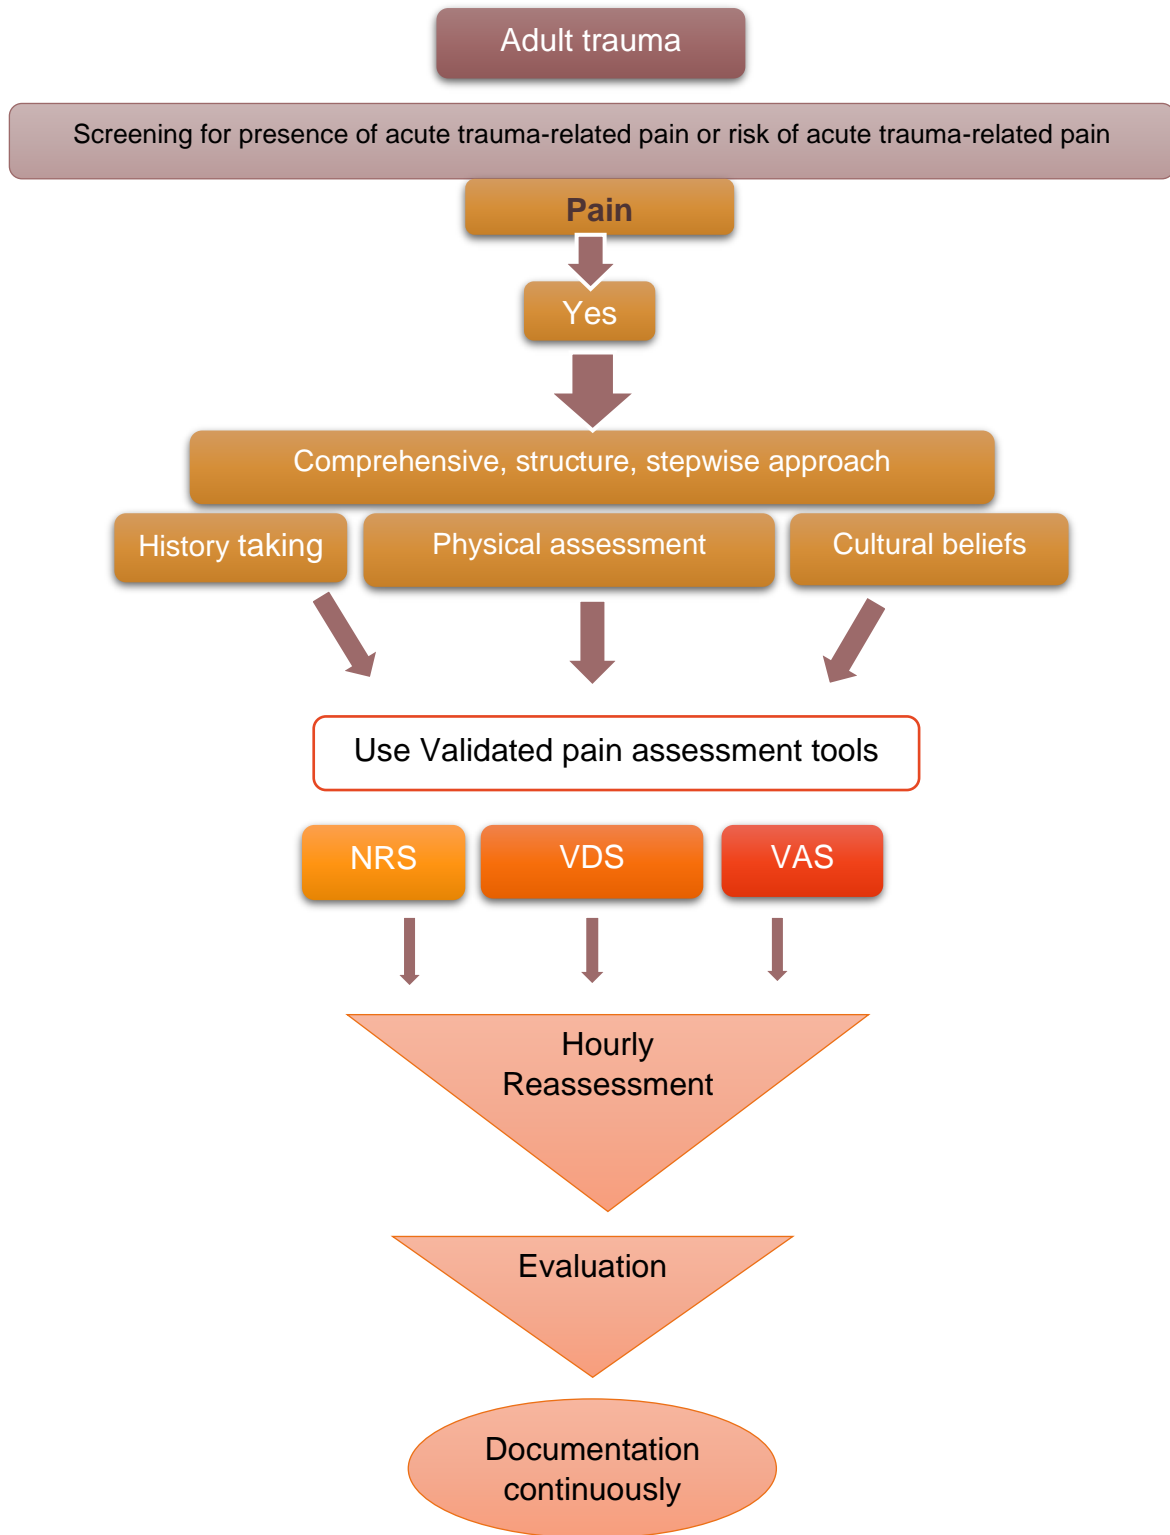 Adult trauma
Screening for presence of acute trauma-related pain or risk of acute trauma-related pain
Pain
Yes
Comprehensive, structure, stepwise approach
History taking
Physical assessment
Cultural beliefs
Use Validated pain assessment tools
NRS
VDS
VAS
Hourly
Reassessment
Evaluation
Documentation
continuously